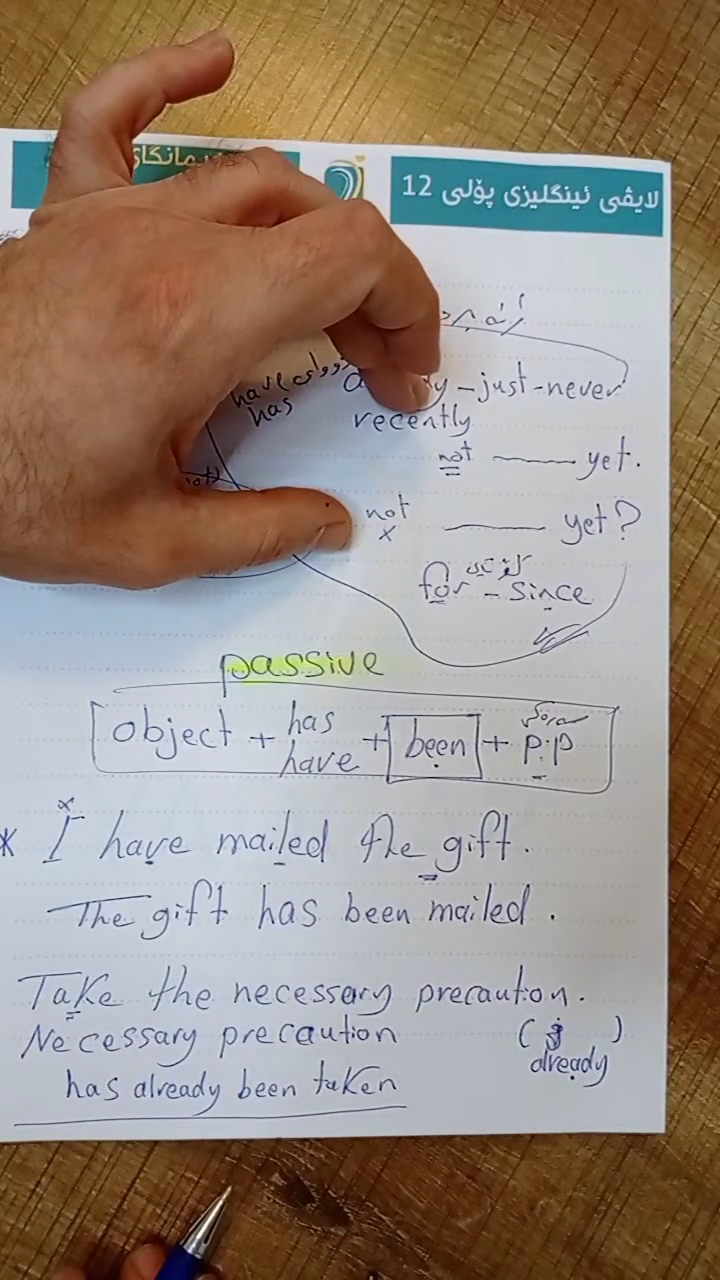 لایڤی ئینگلیزی پۆلی 12
have
has
– just – never
recently
not ——— yet.
not ——— yet?
x
for – since
passive
object + has
have + been + p.p
* I have mailed the gift.
The gift has been mailed.
Take the necessary precaution.
Necessary precaution
has already been taken
already